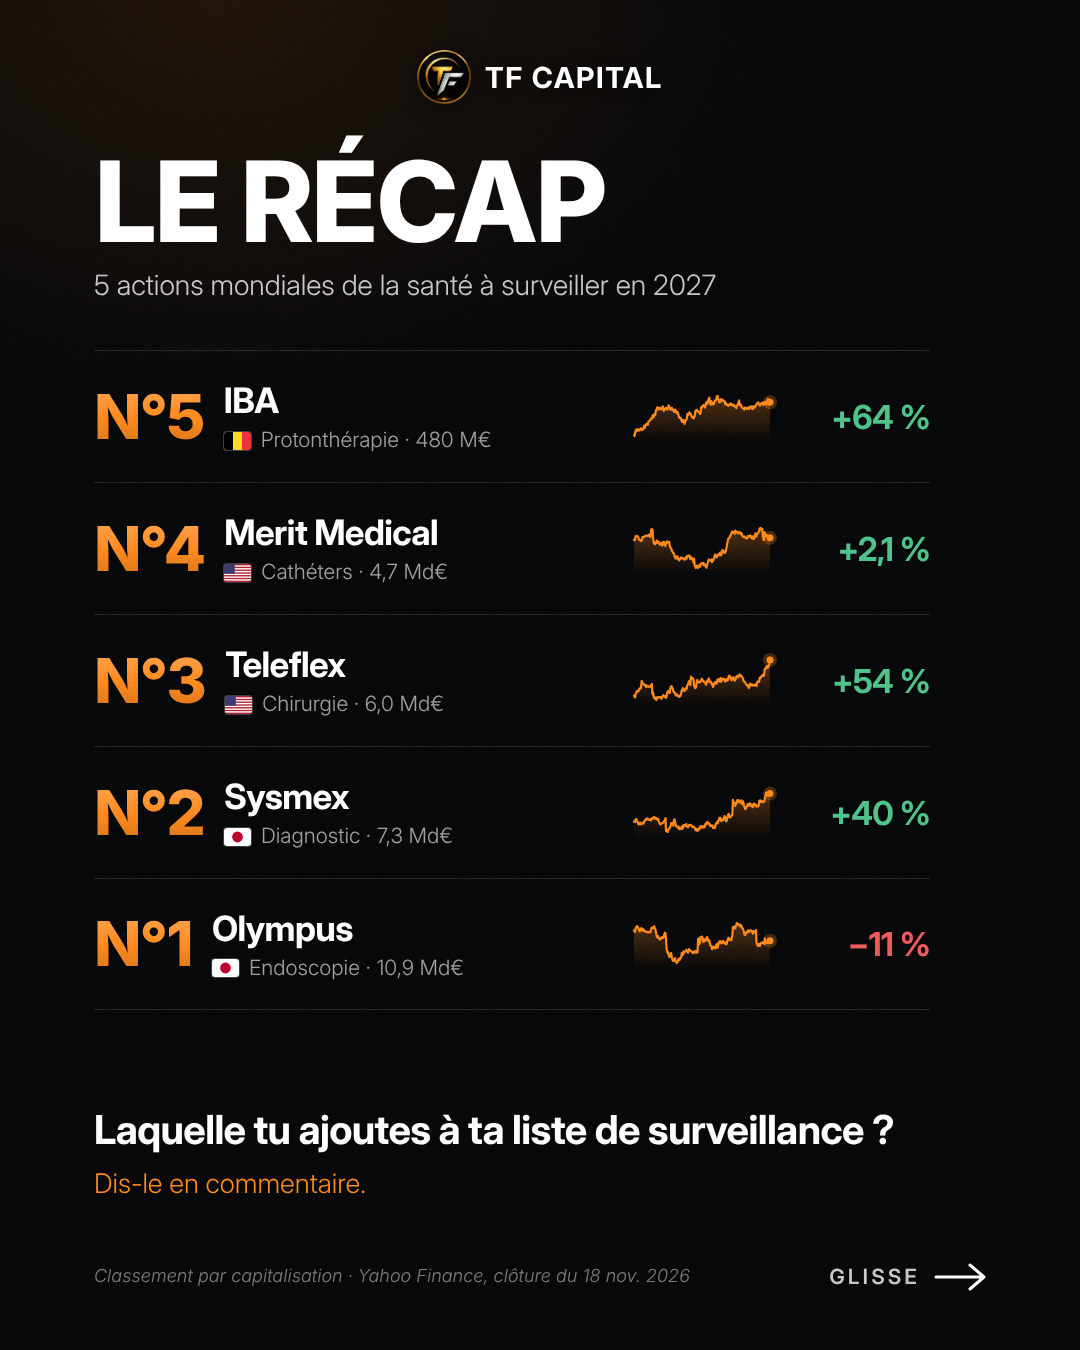 TF TF CAPITAL
LE RÉCAP
5 actions mondiales de la santé à surveiller en 2027
N°5 IBA
Protonthérapie · 480 M€
+64 %
N°4 Merit Medical
Cathéters · 4,7 Md€
+2,1 %
N°3 Teleflex
Chirurgie · 6,0 Md€
+54 %
N°2 Sysmex
Diagnostic · 7,3 Md€
+40 %
N°1 Olympus
Endoscopie · 10,9 Md€
−11 %
Laquelle tu ajoutes à ta liste de surveillance ?
Dis-le en commentaire.
Classement par capitalisation · Yahoo Finance, clôture du 18 nov. 2026
GLISSE